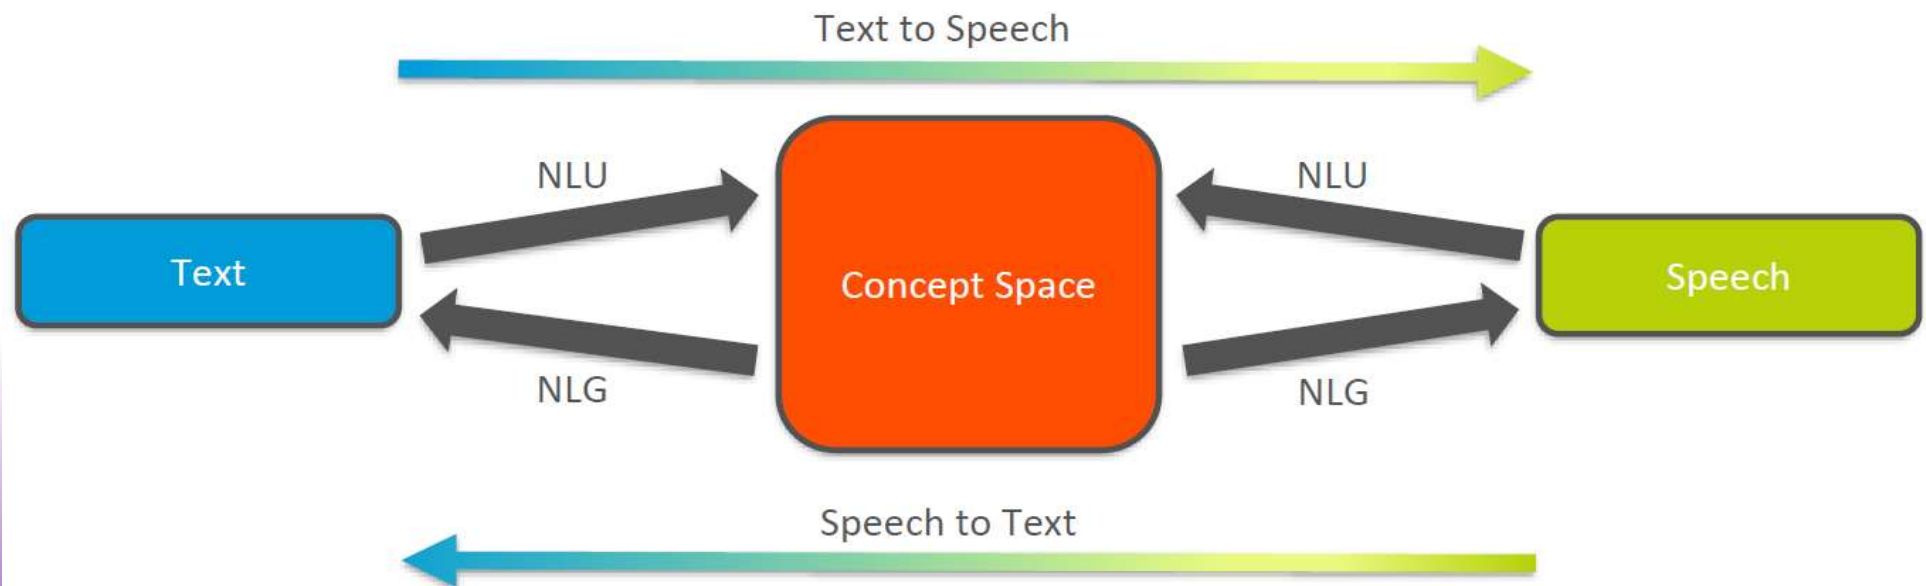 Text to Speech
NLU
NLU
Text
Concept Space
Speech
NLG
NLG
Speech to Text